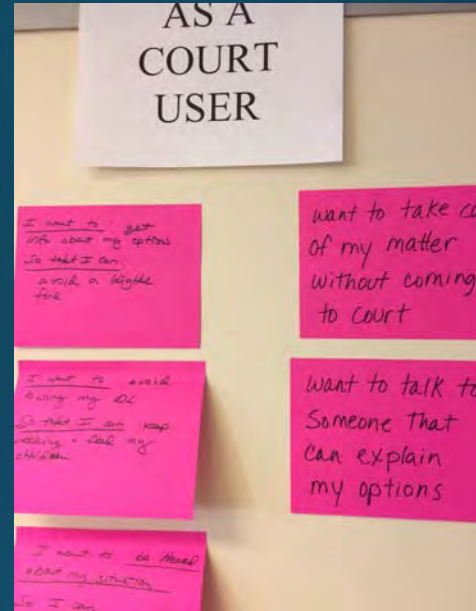 AS A
COURT
USER
I want to get
info about my options
So that I can
avoid a
fine
I want to avoid
losing my DL
So that I can keep
working + feed my
children
I want to be heard
about my situation
So I can
want to take ca
of my matter
without coming
to court
want to talk to
Someone That
can explain
my options